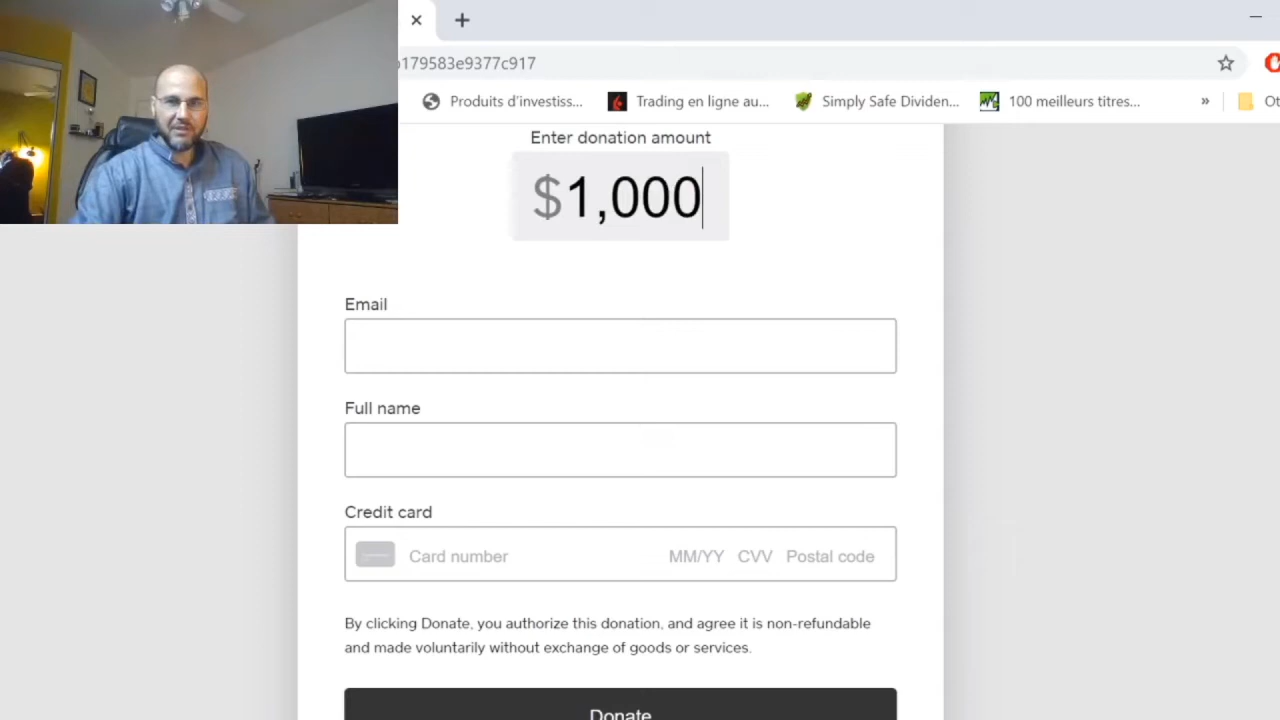 b179583e9377c917
Produits d'investiss... Trading en ligne au... Simply Safe Dividen... 100 meilleurs titres... » Ot
Enter donation amount
$1,000
Email
Full name
Credit card
Card number MM/YY CVV Postal code
By clicking Donate, you authorize this donation, and agree it is non-refundable
and made voluntarily without exchange of goods or services.
Donate